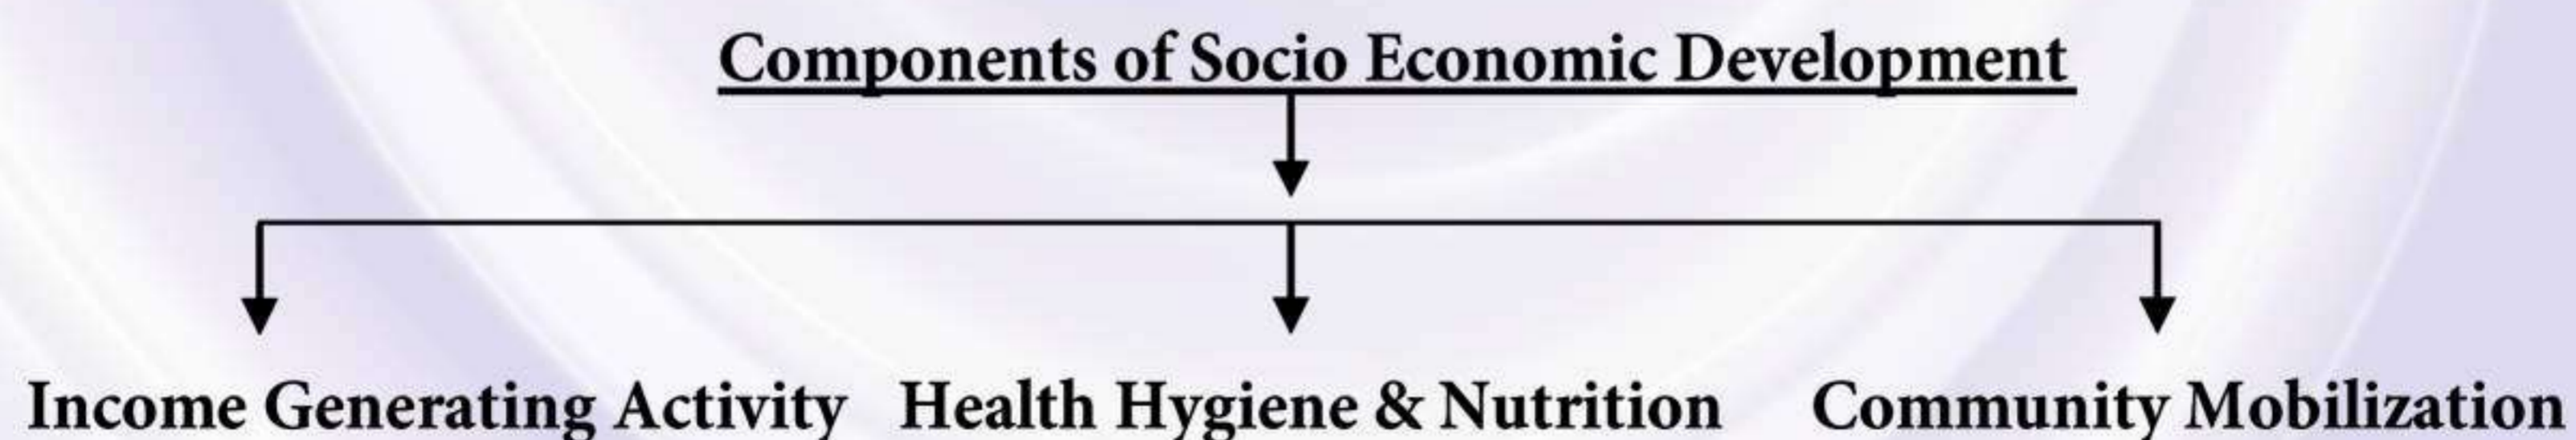 Components of Socio Economic Development
Income Generating Activity Health Hygiene & Nutrition Community Mobilization